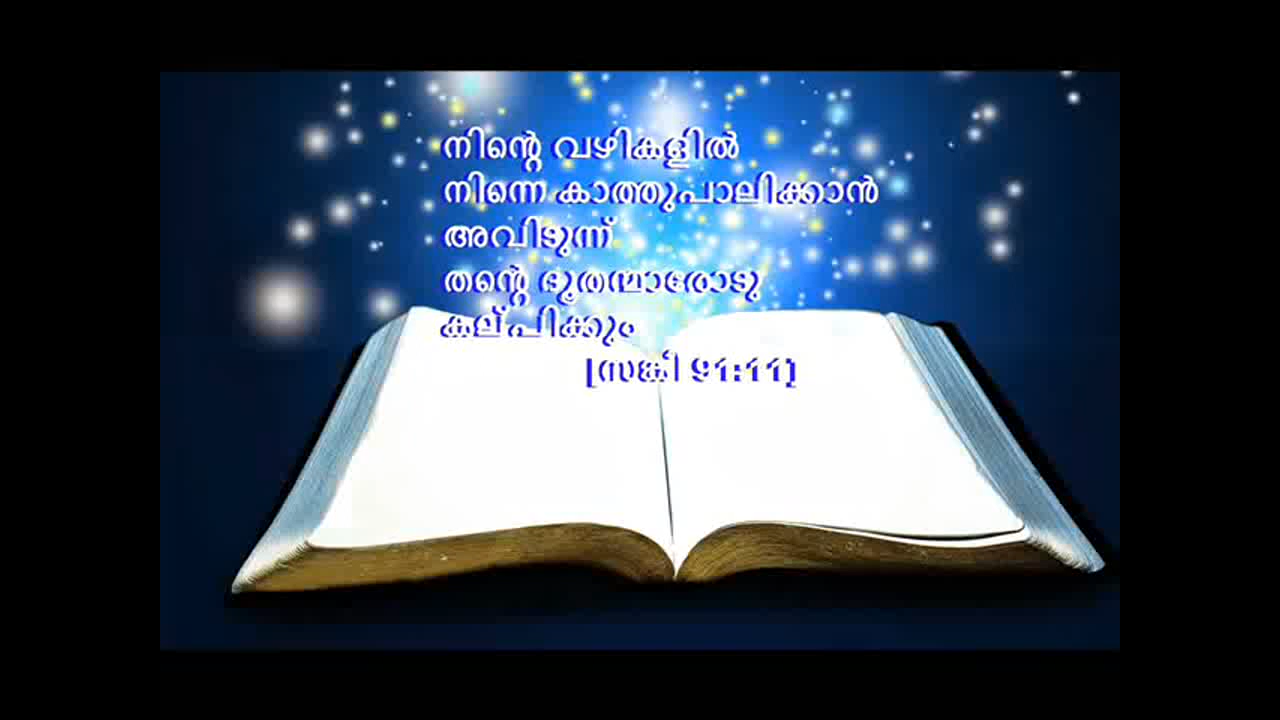 നിന്റെ വഴികളിൽ
നിന്നെ കാത്തുപാലിക്കാൻ
അവിടുന്ന്
തന്റെ ദൂതന്മാരോടു
കല്പിക്കും
[സങ്കീ 91:11]